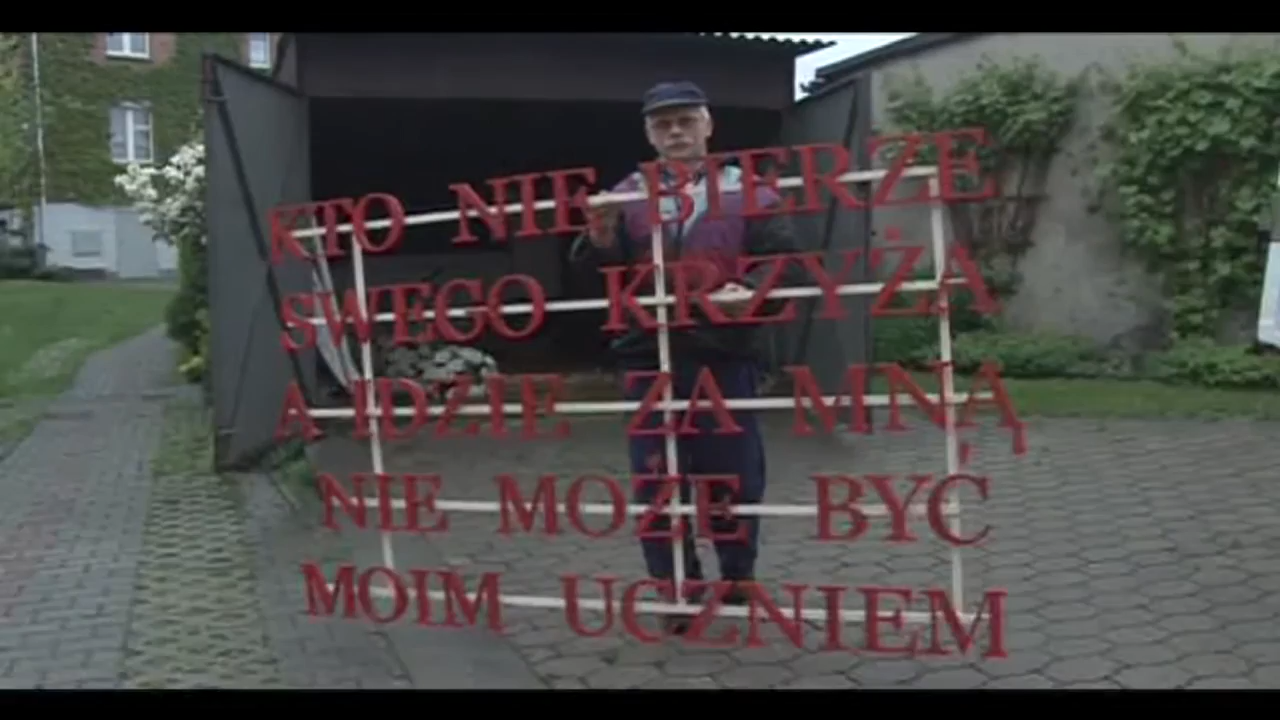 KTO NIE BIERZE
SWEGO KRZYŻA
A IDZIE ZA MNĄ
NIE MOŻE BYĆ
MOIM UCZNIEM